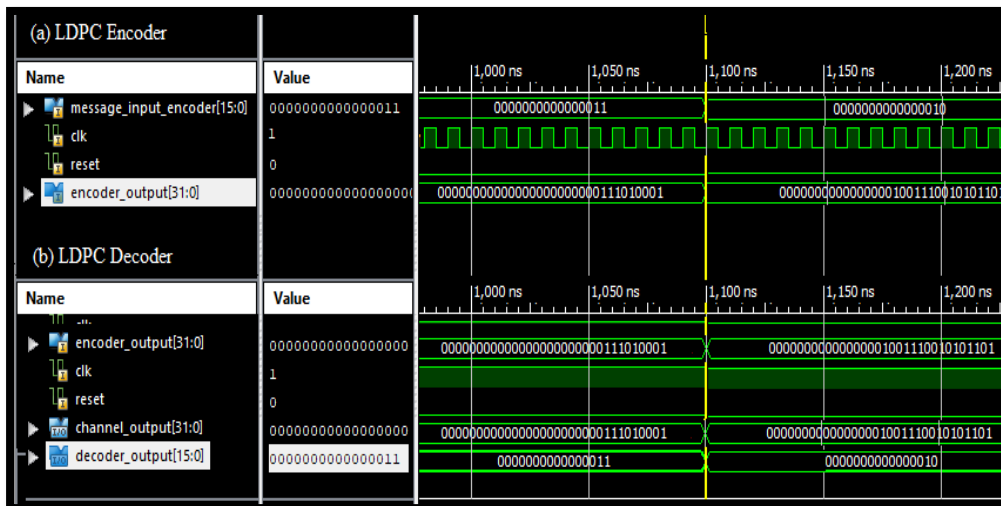 (a) LDPC Encoder
Name Value 1,000 ns 1,050 ns 1,100 ns 1,150 ns 1,200 ns
message_input_encoder[15:0] 0000000000000011 0000000000000011 0000000000000010
clk 1
reset 0
encoder_output[31:0] 000000000000000000 00000000000000000000000111010001 00000000000000001001110010101101
(b) LDPC Decoder
Name Value 1,000 ns 1,050 ns 1,100 ns 1,150 ns 1,200 ns
encoder_output[31:0] 00000000000000000 00000000000000000000000111010001 00000000000000001001110010101101
clk 1
reset 0
channel_output[31:0] 00000000000000000 00000000000000000000000111010001 00000000000000001001110010101101
decoder_output[15:0] 0000000000000011 0000000000000011 0000000000000010